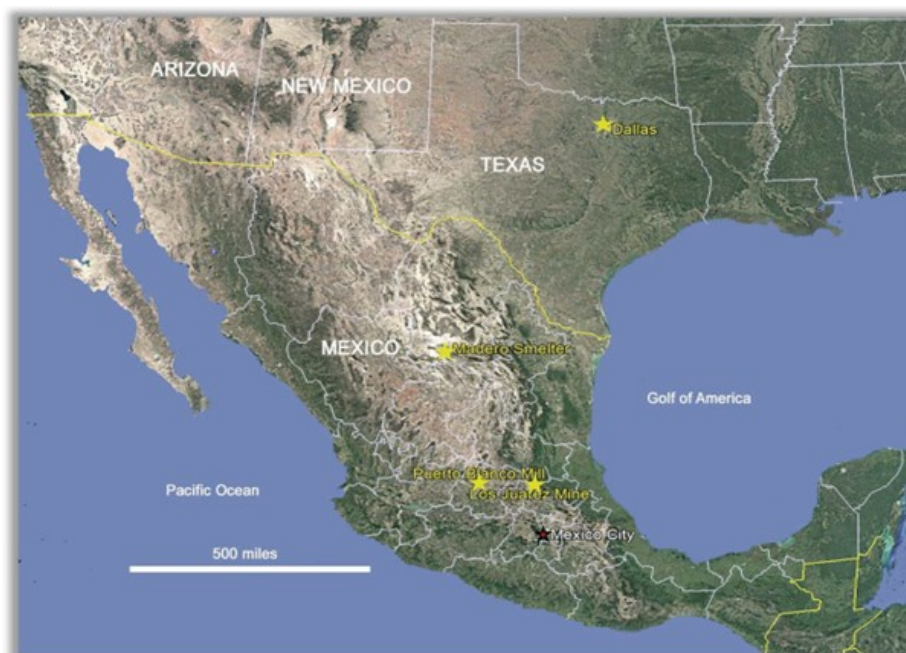 ARIZONA
NEW MEXICO
Dallas
TEXAS
MEXICO
Madero Smelter
Golf of America
Puerto Blanco Mill
Los Juarez Mine
Pacific Ocean
Mexico City
500 miles